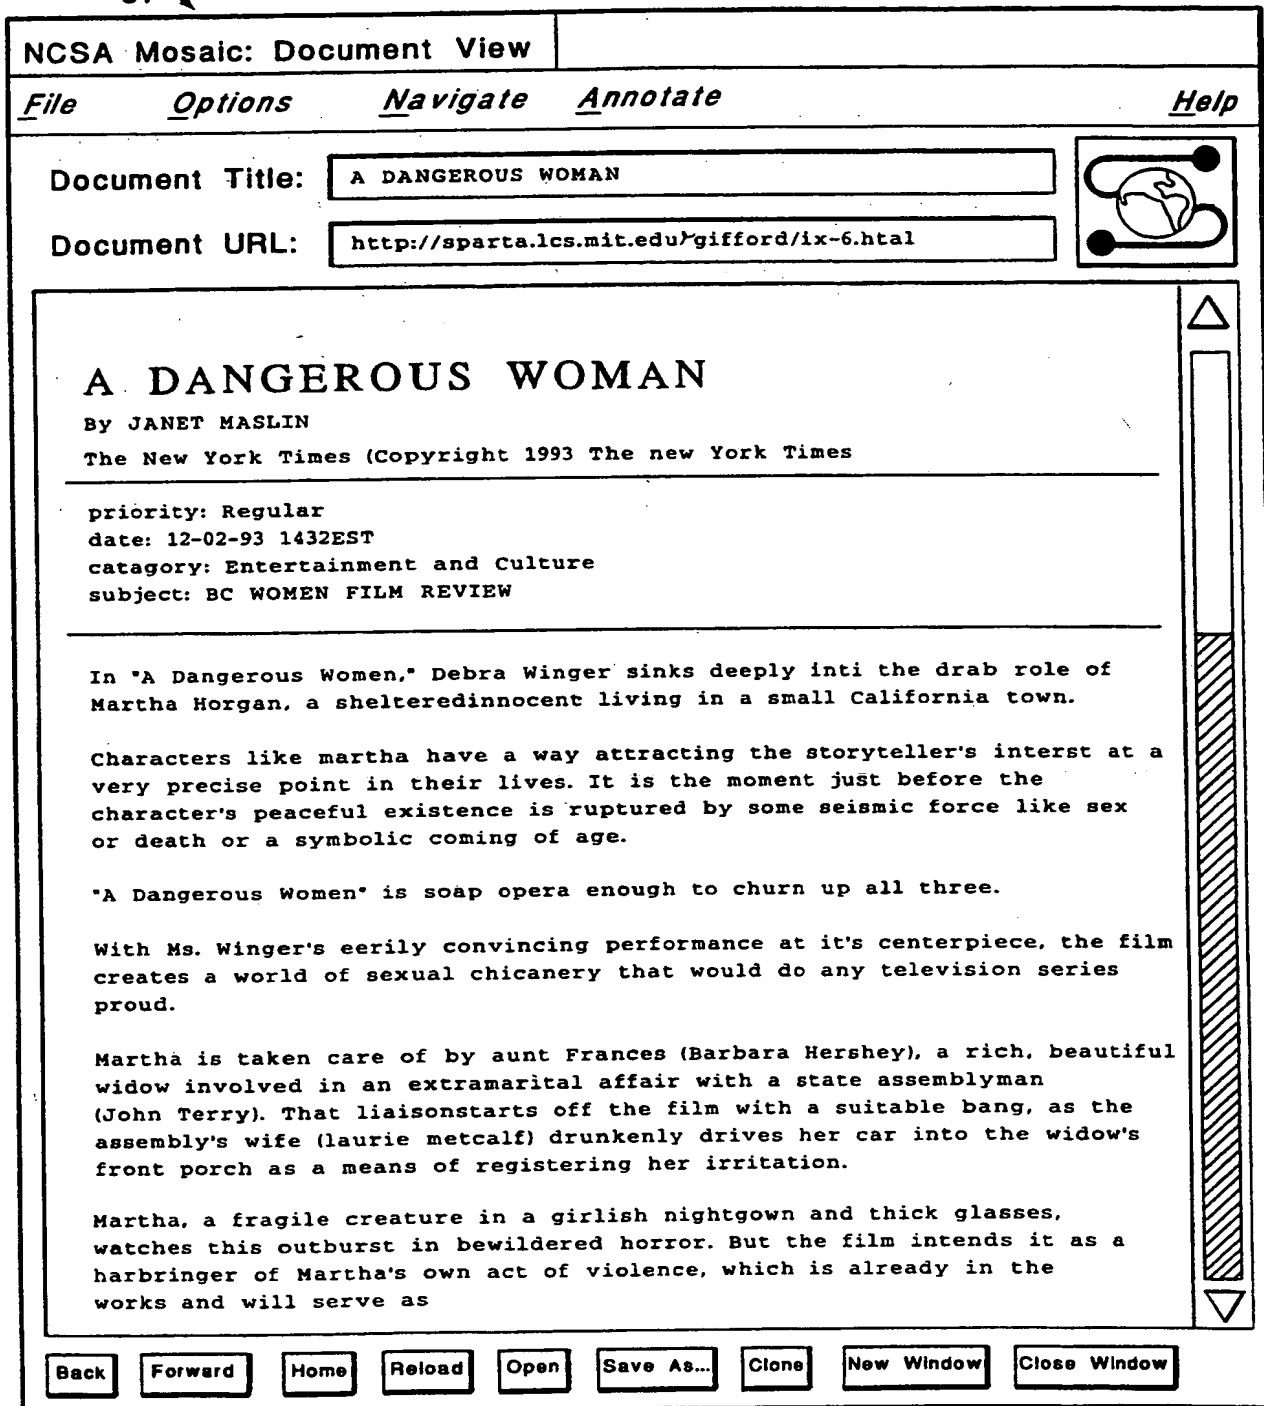 NCSA Mosaic: Document View
File Options Navigate Annotate Help
Document Title: A DANGEROUS WOMAN
Document URL: http://sparta.lcs.mit.edu/~gifford/ix-6.htal
A DANGEROUS WOMAN
By JANET MASLIN
The New York Times (Copyright 1993 The new York Times
priority: Regular
date: 12-02-93 1432EST
catagory: Entertainment and Culture
subject: BC WOMEN FILM REVIEW
In "A Dangerous Women," Debra Winger sinks deeply inti the drab role of
Martha Horgan, a shelteredinnocent living in a small California town.
Characters like martha have a way attracting the storyteller's interst at a
very precise point in their lives. It is the moment just before the
character's peaceful existence is ruptured by some seismic force like sex
or death or a symbolic coming of age.
"A Dangerous Women" is soap opera enough to churn up all three.
With Ms. Winger's eerily convincing performance at it's centerpiece, the film
creates a world of sexual chicanery that would do any television series
proud.
Martha is taken care of by aunt Frances (Barbara Hershey), a rich, beautiful
widow involved in an extramarital affair with a state assemblyman
(John Terry). That liaisonstarts off the film with a suitable bang, as the
assembly's wife (laurie metcalf) drunkenly drives her car into the widow's
front porch as a means of registering her irritation.
Martha, a fragile creature in a girlish nightgown and thick glasses,
watches this outburst in bewildered horror. But the film intends it as a
harbringer of Martha's own act of violence, which is already in the
works and will serve as
Back Forward Home Reload Open Save As... Clone New Window Close Window